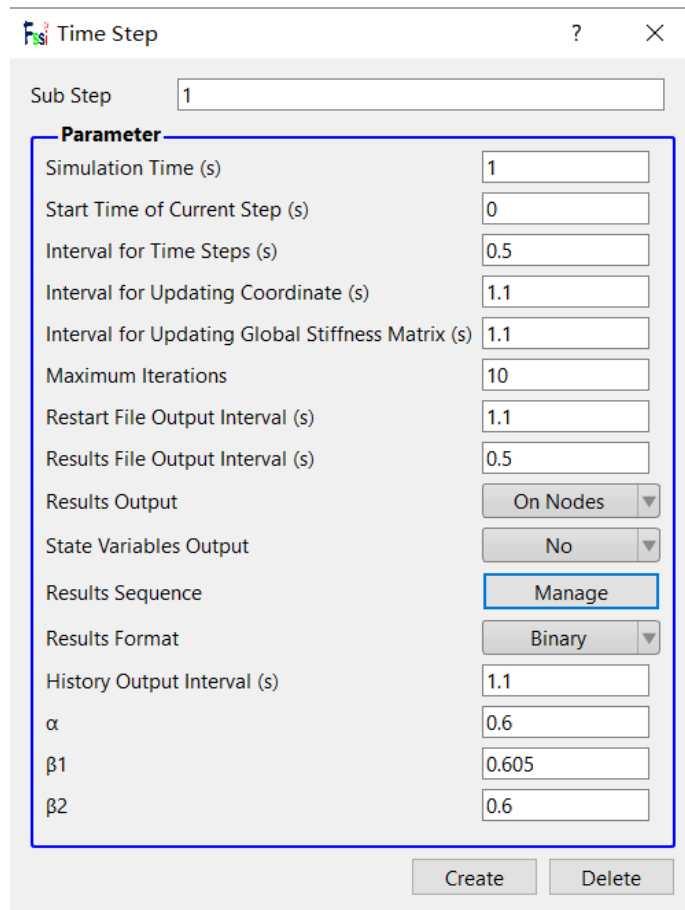 Fssi Time Step ?
Sub Step 1
Parameter
Simulation Time (s) 1
Start Time of Current Step (s) 0
Interval for Time Steps (s) 0.5
Interval for Updating Coordinate (s) 1.1
Interval for Updating Global Stiffness Matrix (s) 1.1
Maximum Iterations 10
Restart File Output Interval (s) 1.1
Results File Output Interval (s) 0.5
Results Output On Nodes
State Variables Output No
Results Sequence Manage
Results Format Binary
History Output Interval (s) 1.1
α 0.6
β1 0.605
β2 0.6
Create Delete